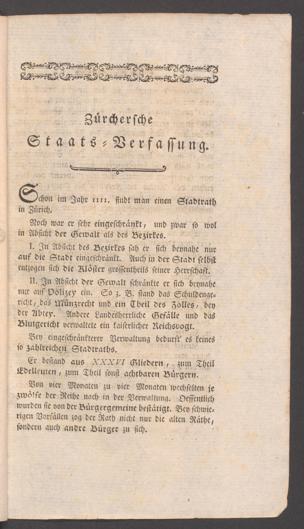 Zürchersche
Staats-Verfassung.
Schon im Jahr 1111. findt man einen Stadtrath
in Zürich.
Noch war er sehr eingeschränkt, und zwar so wol
in Absicht der Gewalt als des Bezirkes.
I. In Absicht des Bezirkes sah er sich beynahe nur
auf die Stadt eingeschränkt. Auch in der Stadt selbst
entzogen sich die Klöster grossentheils seiner Herrschaft.
II. In Absicht der Gewalt schränkte er sich beynahe
nur auf Polizey ein. So z. B. stand das Schuldenge-
richt, das Münzrecht und ein Theil des Zolles, bey
der Abtey. Andere Landesherrliche Gefälle und das
Blutgericht verwaltete ein kaiserlicher Reichsvogt.
Bey eingeschränkterer Verwaltung bedurft' es keines
so zahlreichen Stadtraths.
Er bestand aus XXXVI Gliedern, zum Theil
Edelleuten, zum Theil sonst achtbaren Bürgern.
Von vier Monaten zu vier Monaten wechselten je
zwölfe der Reihe nach in der Verwaltung. Oeffentlich
wurden sie von der Bürgergemeine bestätigt. Bey schwie-
rigen Vorfällen zog der Rath nicht nur die alten Räthe,
sondern auch andre Bürger zu sich.